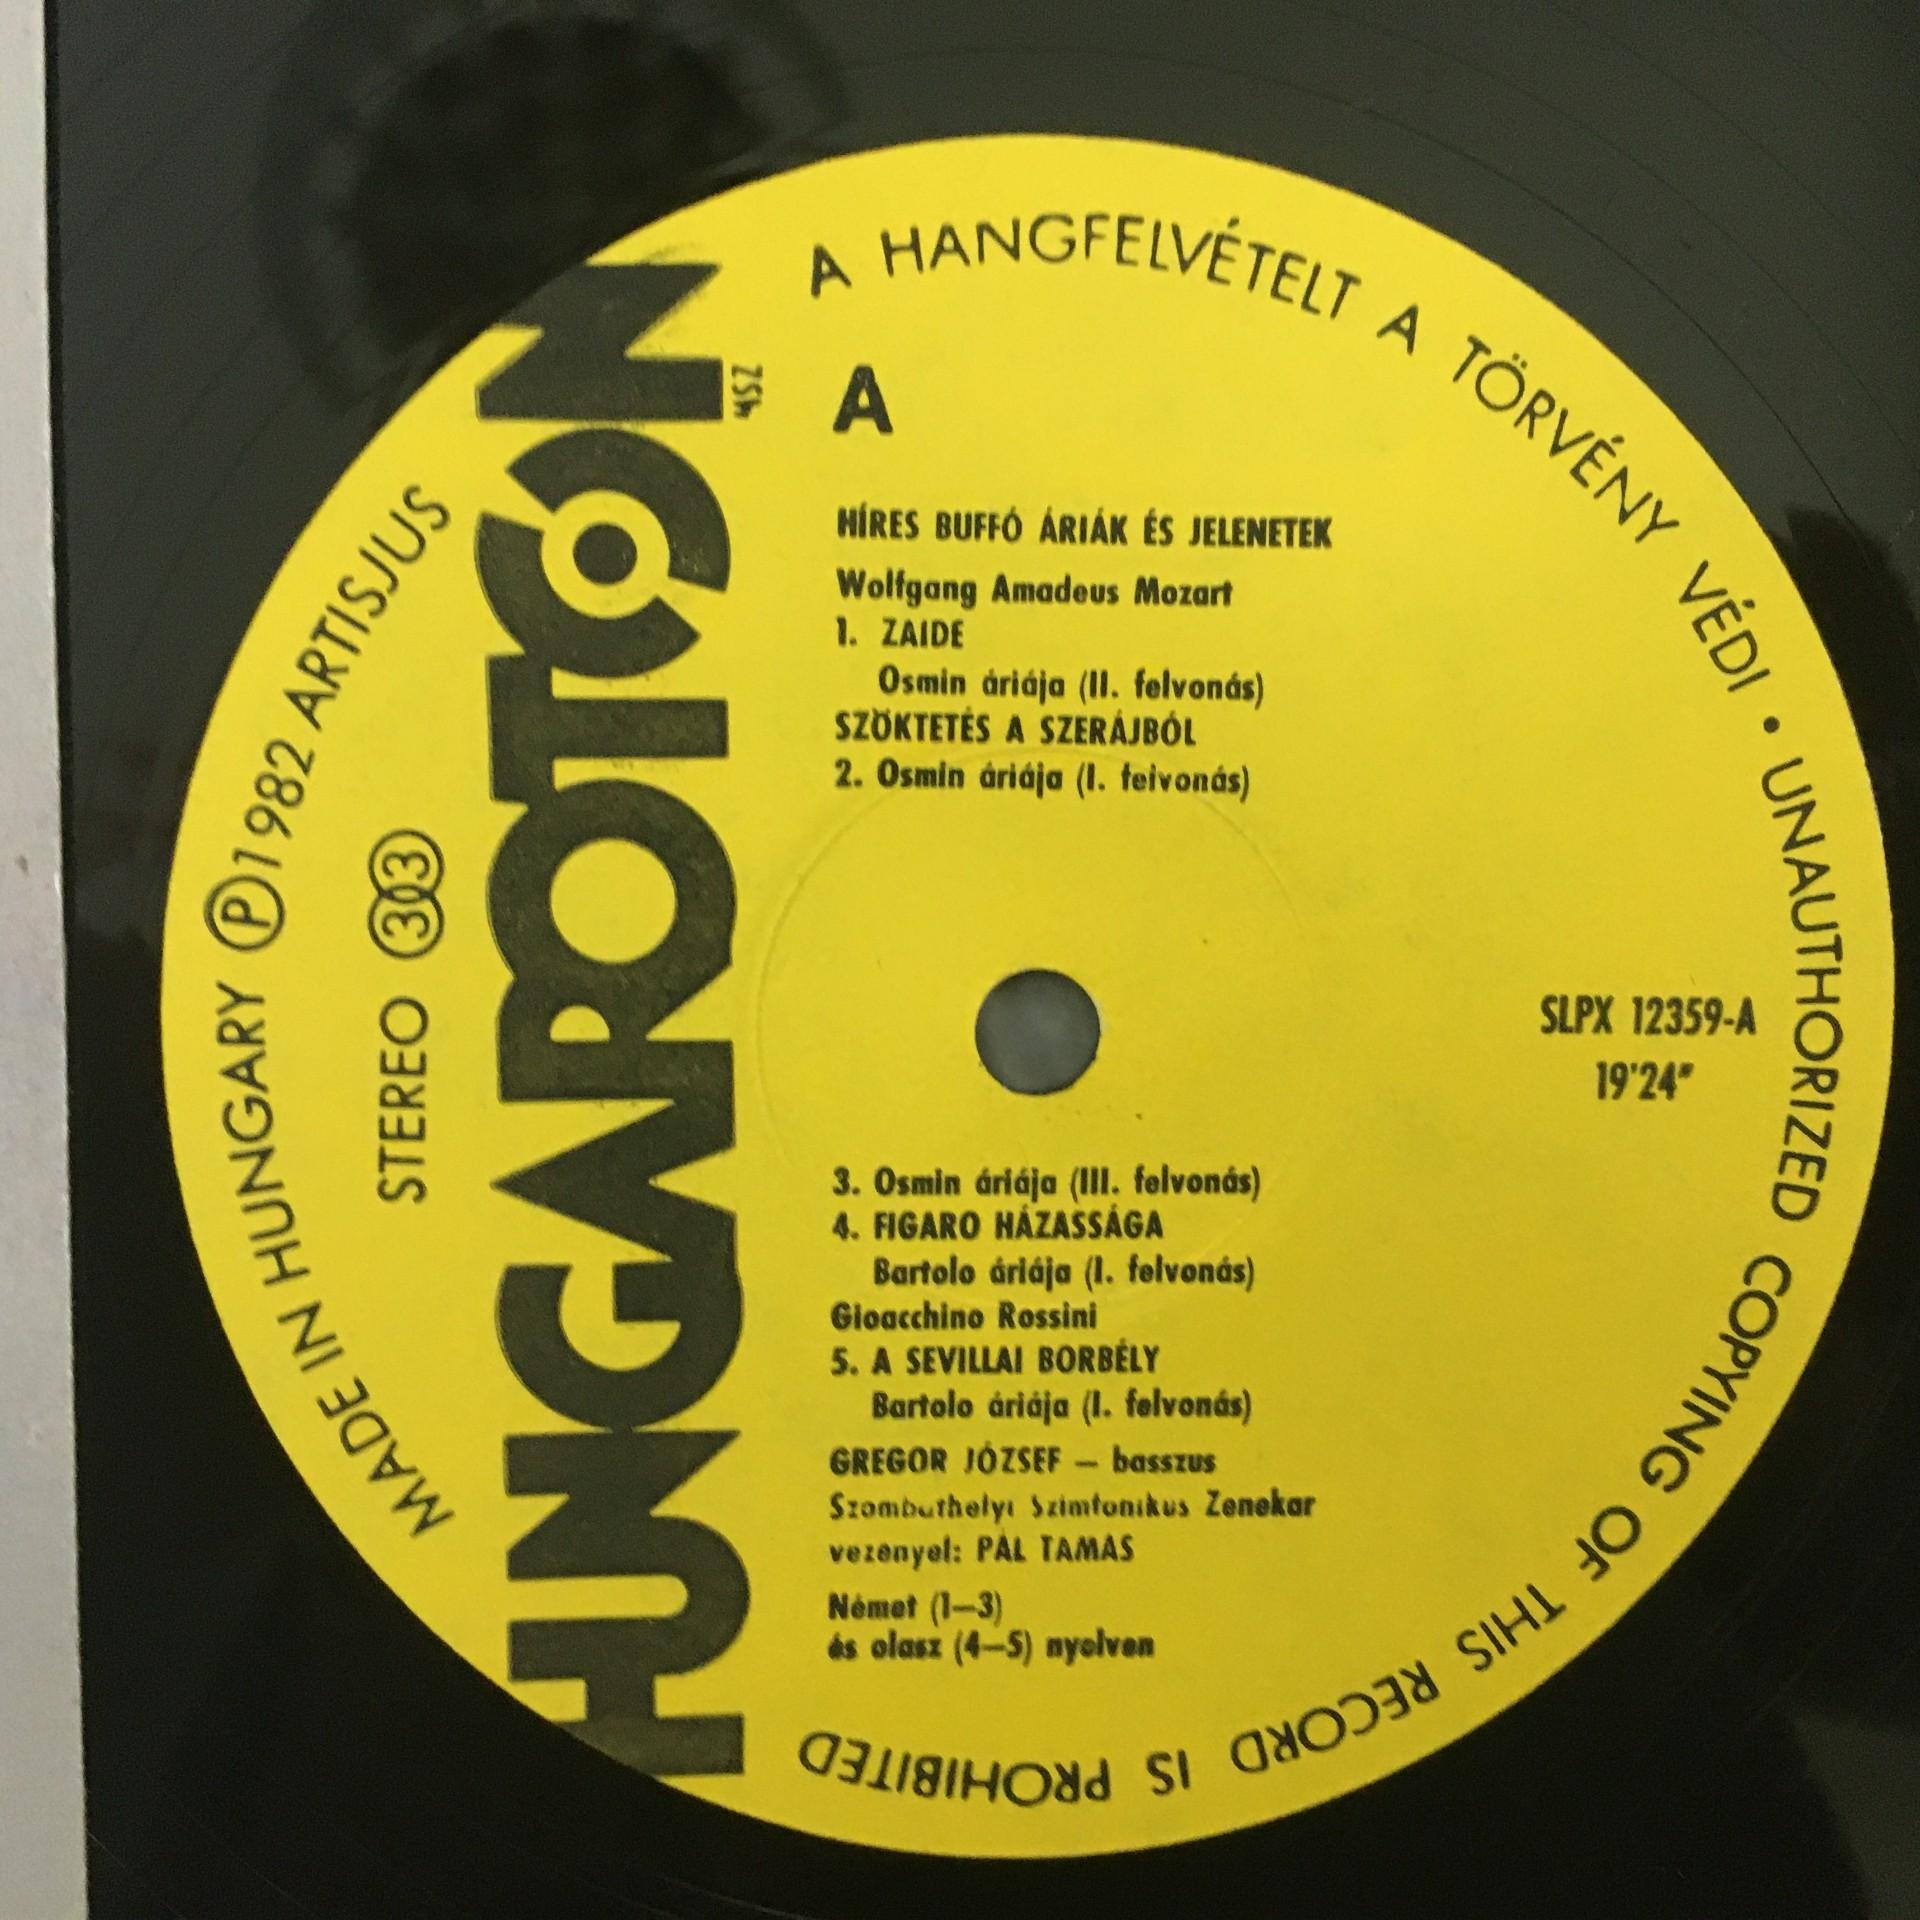 A HANGFELVÉTELT A TÖRVÉNY VÉDI • UNAUTHORIZED COPYING OF THIS RECORD IS PROHIBITED
MADE IN HUNGARY Ⓟ 1982 ARTISJUS
STEREO 33
HUNGAROTON
MSZ
A
HÍRES BUFFÓ ÁRIÁK ÉS JELENETEK
Wolfgang Amadeus Mozart
1. ZAIDE
Osmin áriája (II. felvonás)
SZÖKTETÉS A SZERÁJBÓL
2. Osmin áriája (I. feivonás)
SLPX 12359-A
19'24"
3. Osmin áriája (III. felvonás)
4. FIGARO HÁZASSÁGA
Bartolo áriája (I. felvonás)
Gioacchino Rossini
5. A SEVILLAI BORBÉLY
Bartolo áriája (I. felvonás)
GREGOR JÓZSEF — basszus
Szombathelyi Szimfonikus Zenekar
vezényel: PÁL TAMÁS
Német (1—3)
és olasz (4—5) nyelven